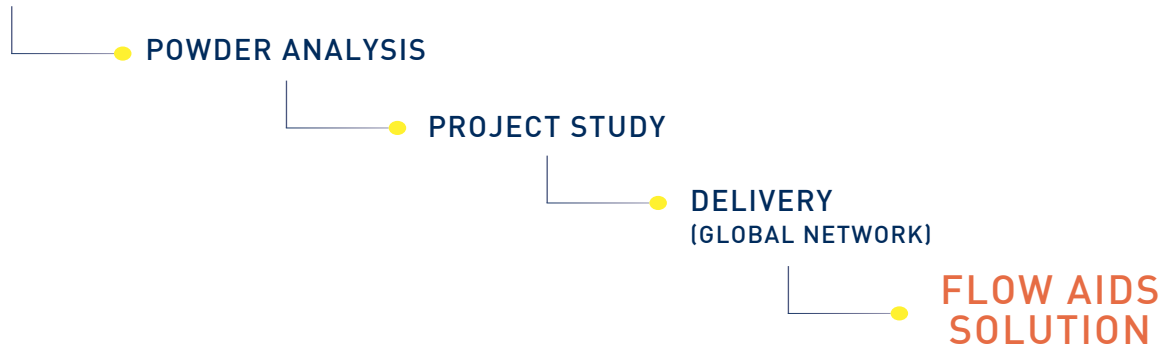 POWDER ANALYSIS
PROJECT STUDY
DELIVERY
(GLOBAL NETWORK)
FLOW AIDS
SOLUTION